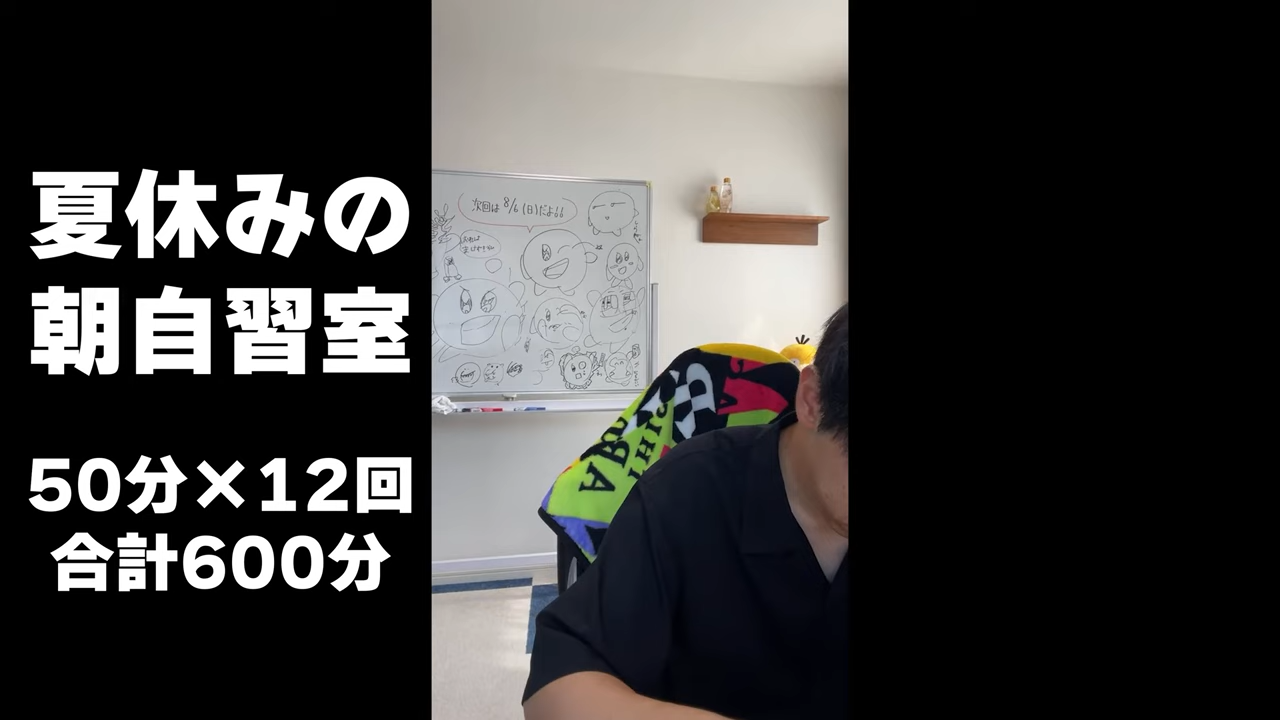 夏休みの
朝自習室
50分×12回
合計600分
次回は 8/6 (日)だよ!!